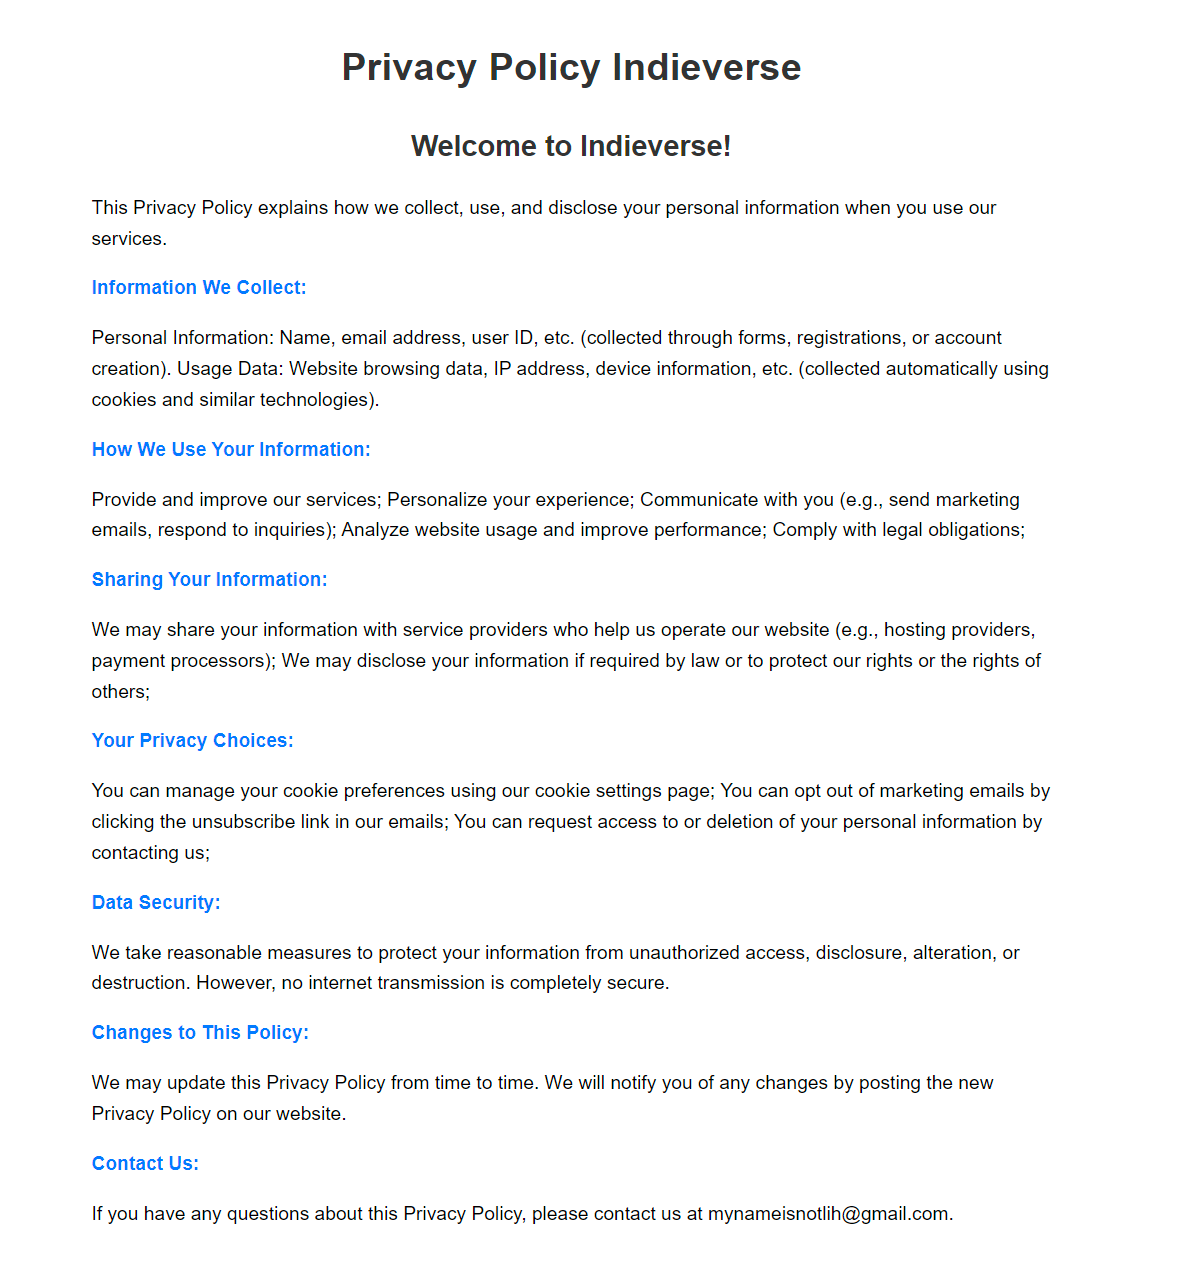 Privacy Policy Indieverse
Welcome to Indieverse!
This Privacy Policy explains how we collect, use, and disclose your personal information when you use our
services.
Information We Collect:
Personal Information: Name, email address, user ID, etc. (collected through forms, registrations, or account
creation). Usage Data: Website browsing data, IP address, device information, etc. (collected automatically using
cookies and similar technologies).
How We Use Your Information:
Provide and improve our services; Personalize your experience; Communicate with you (e.g., send marketing
emails, respond to inquiries); Analyze website usage and improve performance; Comply with legal obligations;
Sharing Your Information:
We may share your information with service providers who help us operate our website (e.g., hosting providers,
payment processors); We may disclose your information if required by law or to protect our rights or the rights of
others;
Your Privacy Choices:
You can manage your cookie preferences using our cookie settings page; You can opt out of marketing emails by
clicking the unsubscribe link in our emails; You can request access to or deletion of your personal information by
contacting us;
Data Security:
We take reasonable measures to protect your information from unauthorized access, disclosure, alteration, or
destruction. However, no internet transmission is completely secure.
Changes to This Policy:
We may update this Privacy Policy from time to time. We will notify you of any changes by posting the new
Privacy Policy on our website.
Contact Us:
If you have any questions about this Privacy Policy, please contact us at mynameisnotlih@gmail.com.